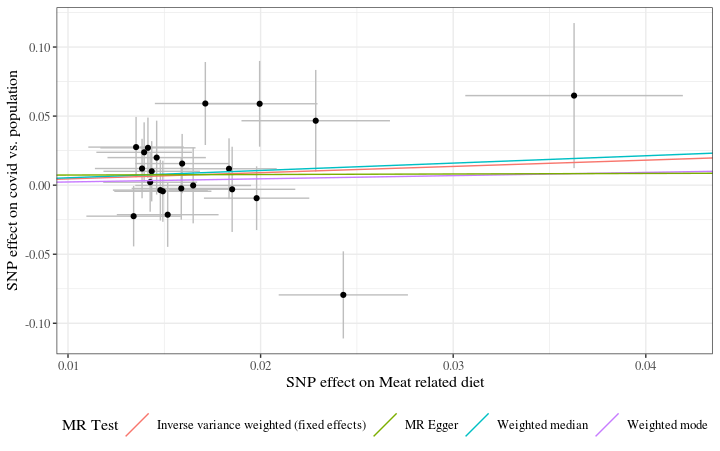 0.10
0.05
0.00
-0.05
-0.10
SNP effect on covid vs. population
0.01
0.02
0.03
0.04
SNP effect on Meat related diet
MR Test
Inverse variance weighted (fixed effects)
MR Egger
Weighted median
Weighted mode